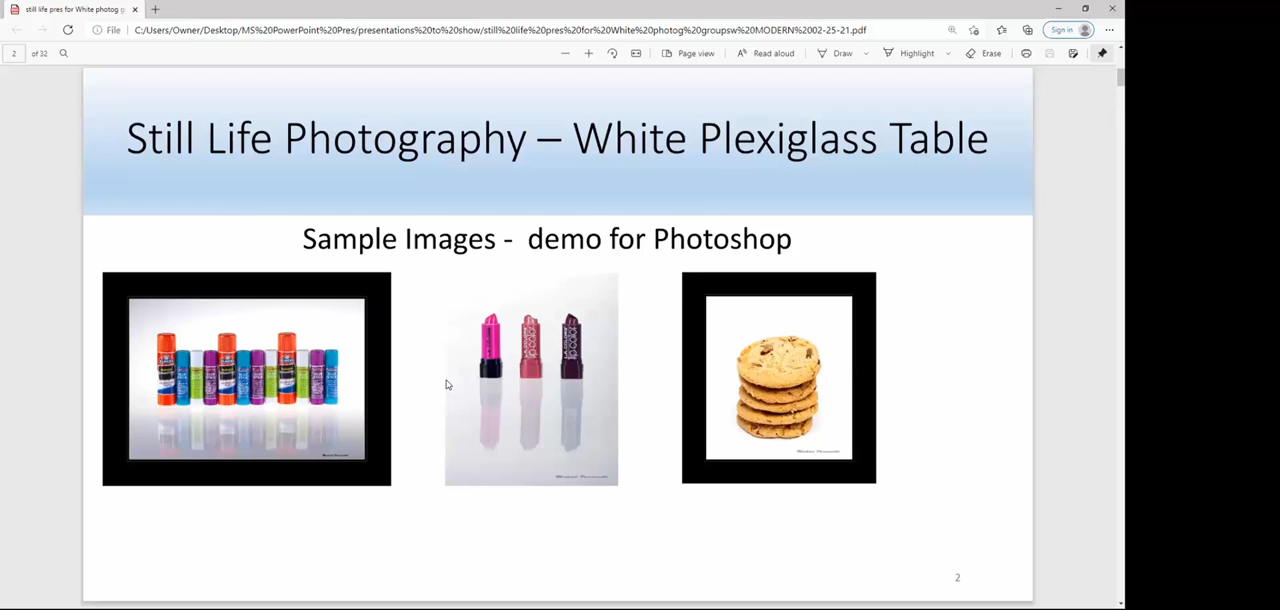 still life pres for White photog g
File
C:/Users/Owner/Desktop/MS%20PowerPoint%20Pres/presentations%20to%20show/still%20life%20pres%20for%20White%20photog%20groupsw%20MODERN%2002-25-21.pdf
Sign in
2 of 32
Page view
Read aloud
Draw
Highlight
Erase
Still Life Photography – White Plexiglass Table
Sample Images - demo for Photoshop
2